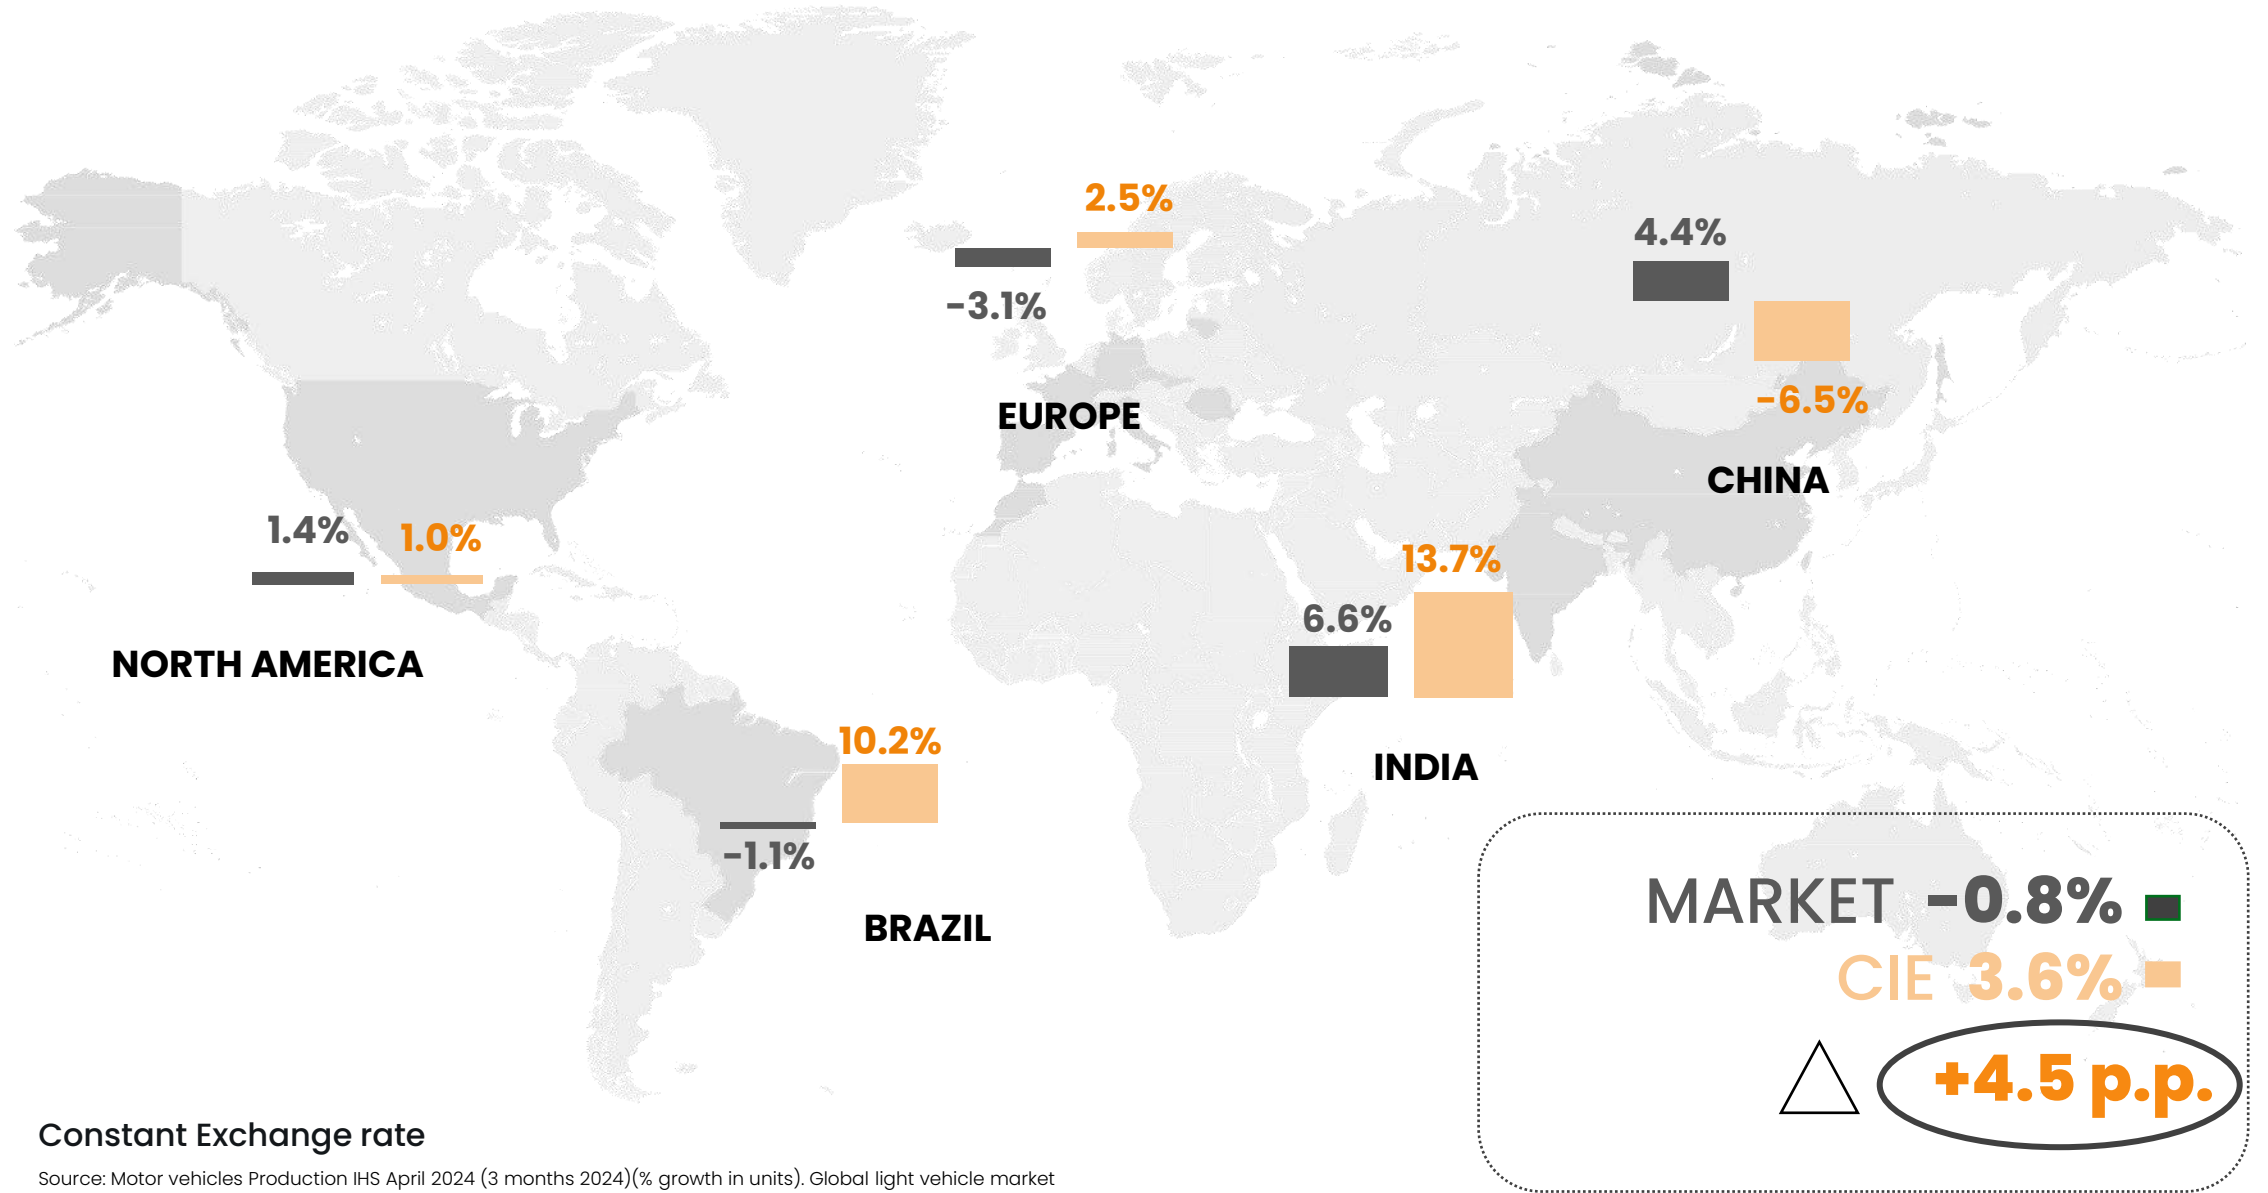 2.5%
-3.1%
EUROPE
4.4%
-6.5%
CHINA
1.4% 1.0%
NORTH AMERICA
13.7%
6.6%
INDIA
10.2%
-1.1%
BRAZIL
MARKET -0.8%
CIE 3.6%
+4.5 p.p.
Constant Exchange rate
Source: Motor vehicles Production IHS April 2024 (3 months 2024)(% growth in units). Global light vehicle market